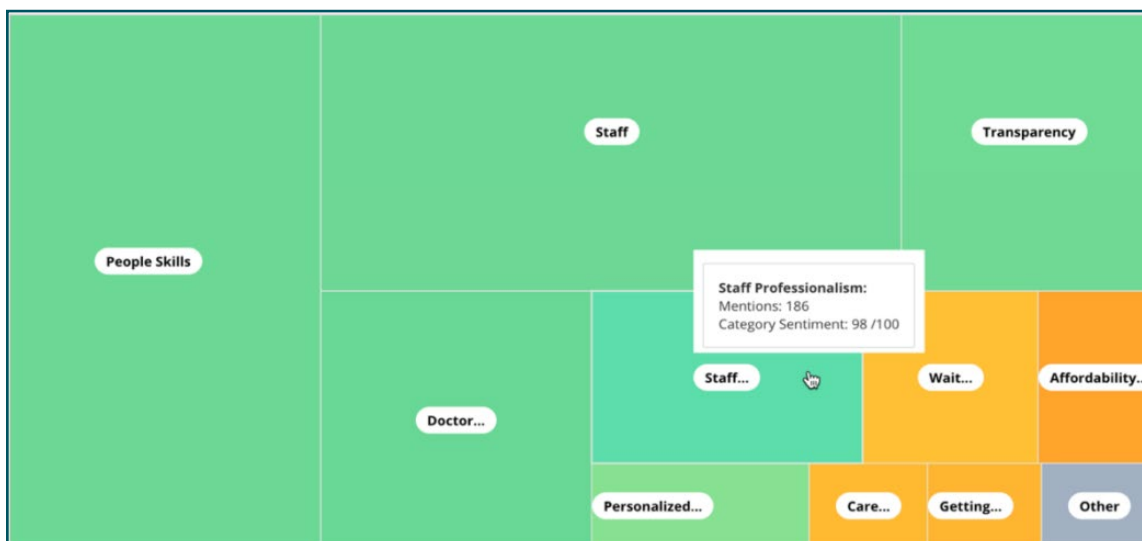 Staff
Transparency
People Skills
Staff Professionalism:
Mentions: 186
Category Sentiment: 98 /100
Staff...
Wait...
Affordability..
Doctor...
Personalized...
Care...
Getting...
Other